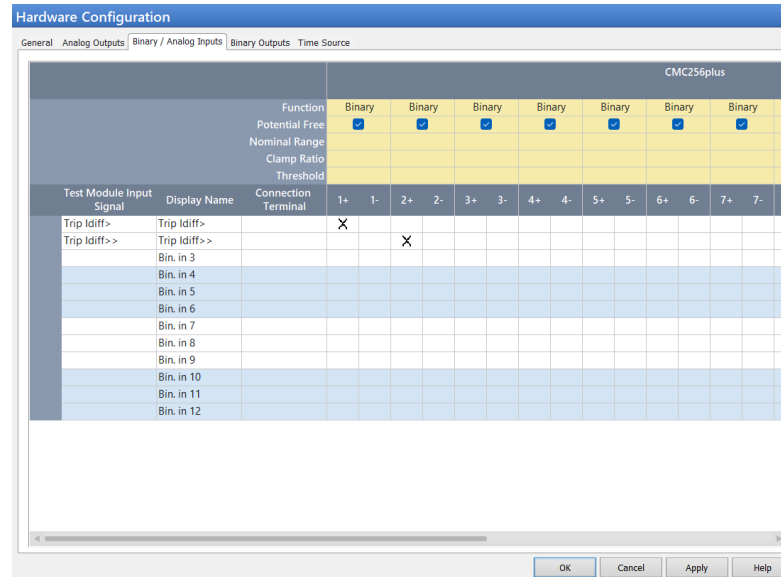 Hardware Configuration
General Analog Outputs Binary / Analog Inputs Binary Outputs Time Source
CMC256plus
Function Binary Binary Binary Binary Binary Binary Binary
Potential Free
Nominal Range
Clamp Ratio
Threshold
Test Module Input Signal Display Name Connection Terminal 1+ 1- 2+ 2- 3+ 3- 4+ 4- 5+ 5- 6+ 6- 7+ 7-
Trip Idiff> Trip Idiff> X
Trip Idiff>> Trip Idiff>> X
Bin. in 3
Bin. in 4
Bin. in 5
Bin. in 6
Bin. in 7
Bin. in 8
Bin. in 9
Bin. in 10
Bin. in 11
Bin. in 12
OK Cancel Apply Help